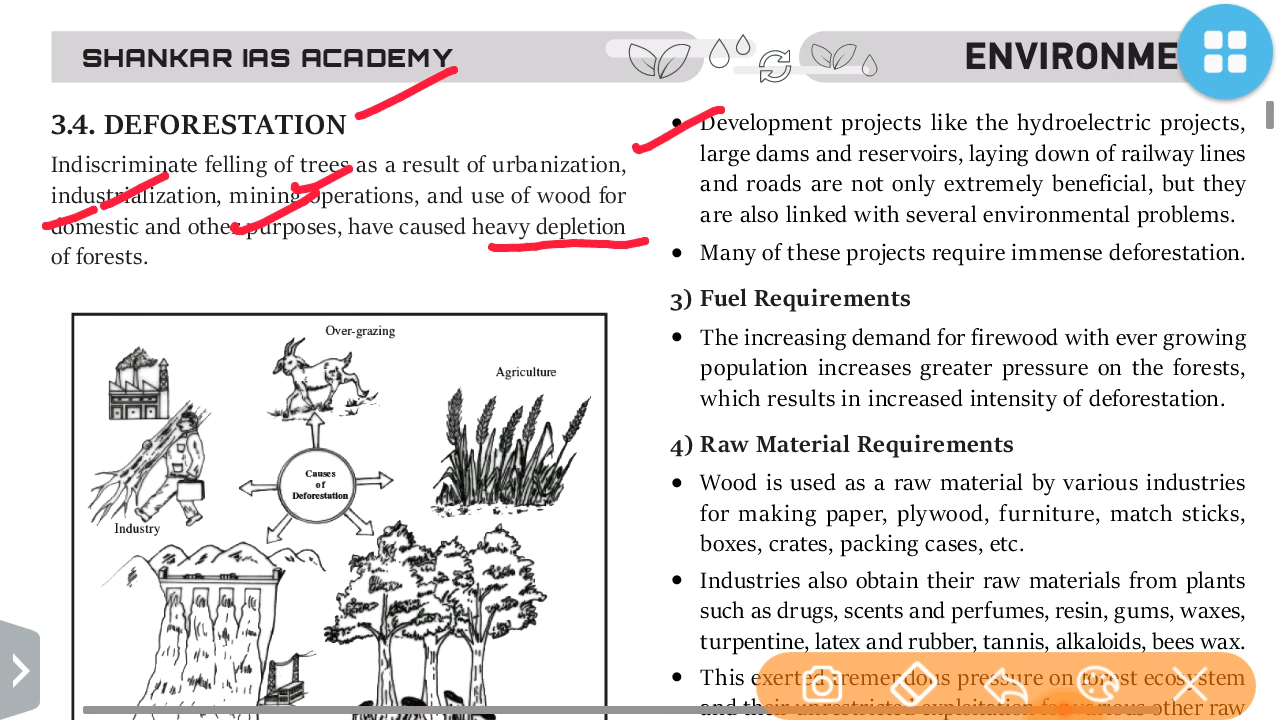 SHANKAR IAS ACADEMY
ENVIRONME
3.4. DEFORESTATION
Indiscriminate felling of trees as a result of urbanization,
industrialization, mining operations, and use of wood for
domestic and other purposes, have caused heavy depletion
of forests.
Over-grazing
Agriculture
Causes
of
Deforestation
Industry
• Development projects like the hydroelectric projects,
large dams and reservoirs, laying down of railway lines
and roads are not only extremely beneficial, but they
are also linked with several environmental problems.
• Many of these projects require immense deforestation.
3) Fuel Requirements
• The increasing demand for firewood with ever growing
population increases greater pressure on the forests,
which results in increased intensity of deforestation.
4) Raw Material Requirements
• Wood is used as a raw material by various industries
for making paper, plywood, furniture, match sticks,
boxes, crates, packing cases, etc.
• Industries also obtain their raw materials from plants
such as drugs, scents and perfumes, resin, gums, waxes,
turpentine, latex and rubber, tannis, alkaloids, bees wax.
• This exerted tremendous pressure on forest ecosystem
and their unrestricted exploitation for various other raw